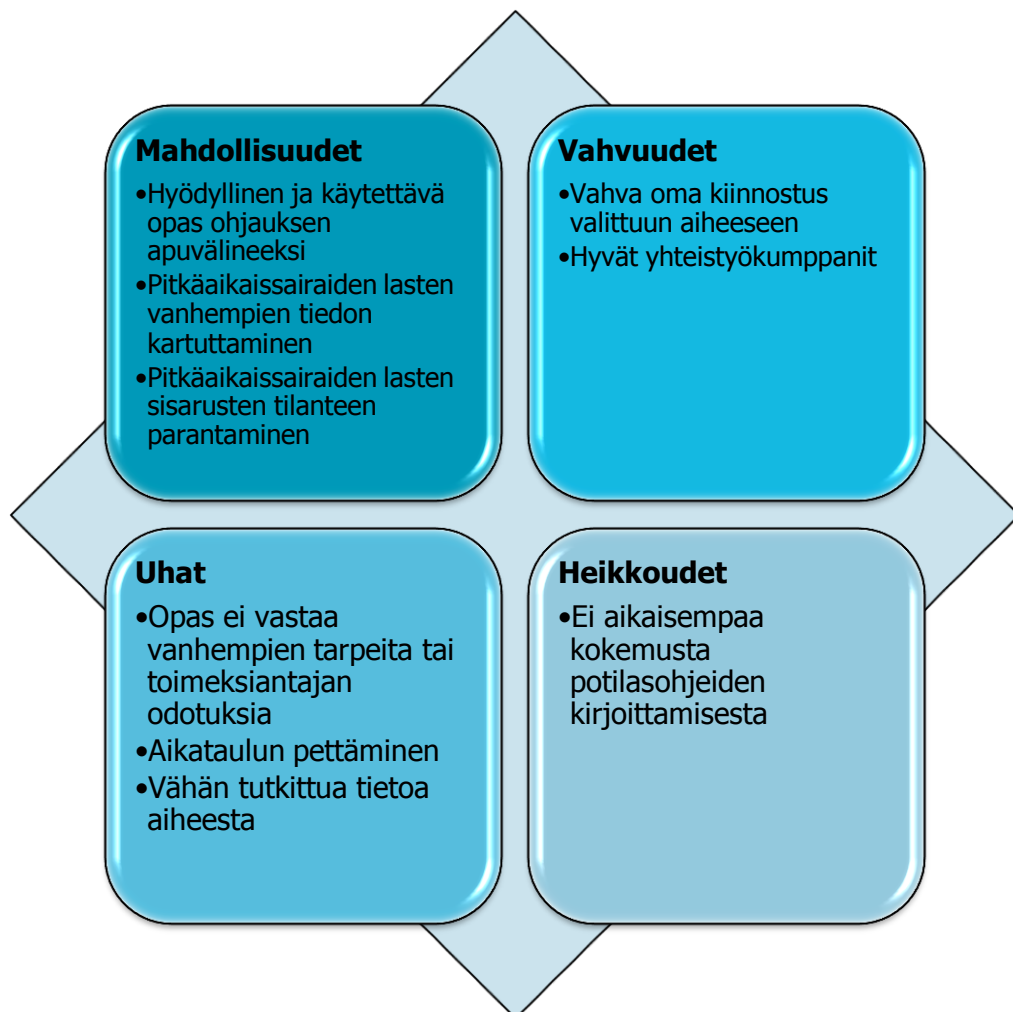 Mahdollisuudet
•Hyödyllinen ja käytettävä
opas ohjauksen
apuvälineeksi
•Pitkäaikaissairaiden lasten
vanhempien tiedon
kartuttaminen
•Pitkäaikaissairaiden lasten
sisarusten tilanteen
parantaminen
Vahvuudet
•Vahva oma kiinnostus
valittuun aiheeseen
•Hyvät yhteistyökumppanit
Uhat
•Opas ei vastaa
vanhempien tarpeita tai
toimeksiantajan
odotuksia
•Aikataulun pettäminen
•Vähän tutkittua tietoa
aiheesta
Heikkoudet
•Ei aikaisempaa
kokemusta
potilasohjeiden
kirjoittamisesta